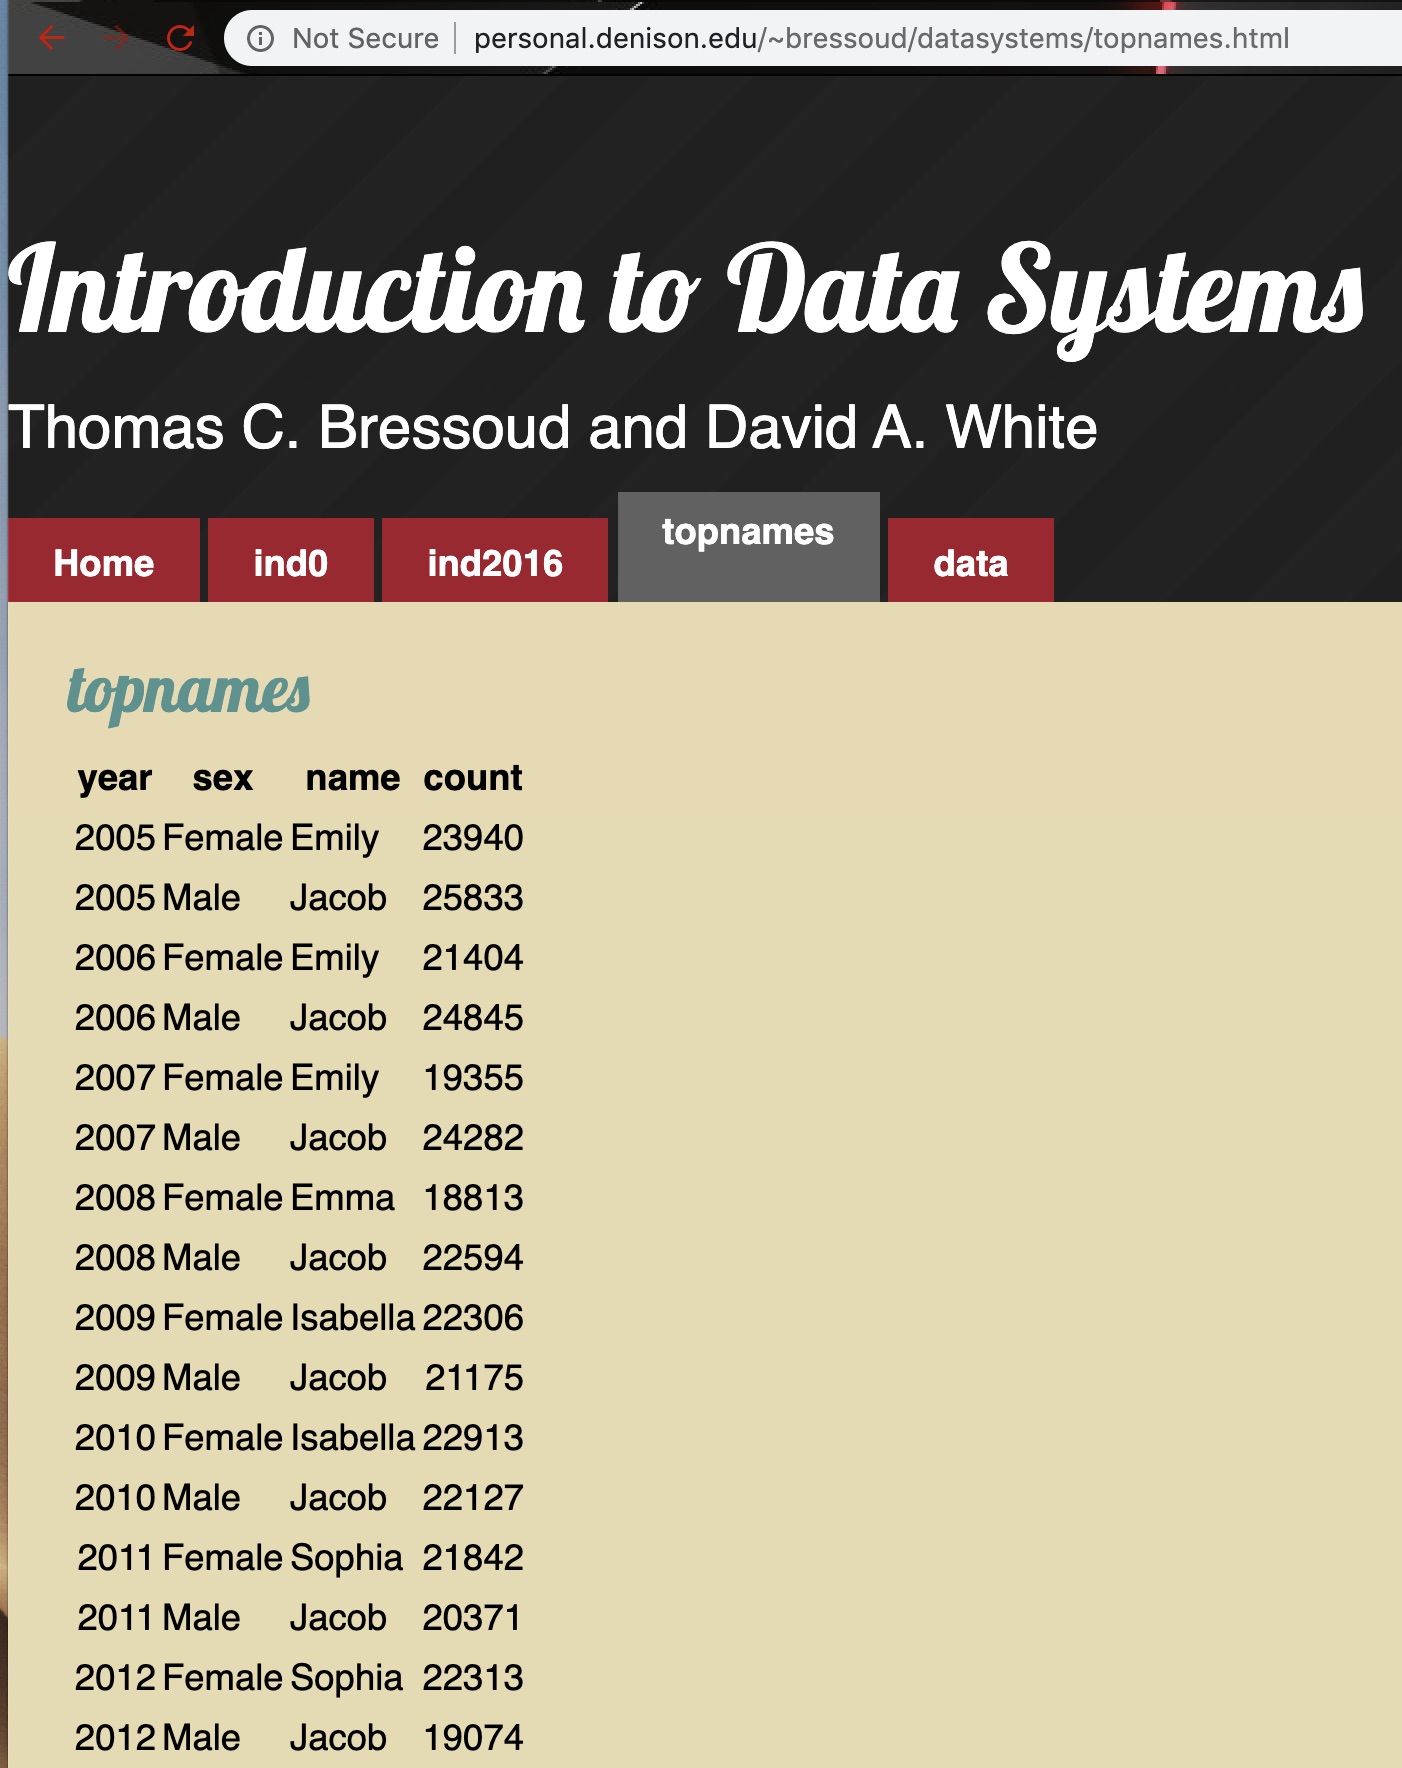 Not Secure personal.denison.edu/~bressoud/datasystems/topnames.html
Introduction to Data Systems
Thomas C. Bressoud and David A. White
Home ind0 ind2016 topnames data
topnames
year sex name count
2005 Female Emily 23940
2005 Male Jacob 25833
2006 Female Emily 21404
2006 Male Jacob 24845
2007 Female Emily 19355
2007 Male Jacob 24282
2008 Female Emma 18813
2008 Male Jacob 22594
2009 Female Isabella 22306
2009 Male Jacob 21175
2010 Female Isabella 22913
2010 Male Jacob 22127
2011 Female Sophia 21842
2011 Male Jacob 20371
2012 Female Sophia 22313
2012 Male Jacob 19074